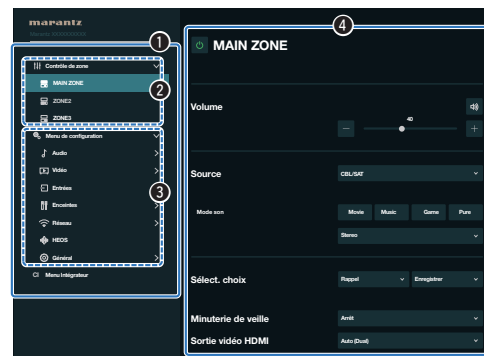 marantz
1
4
MAIN ZONE
Contrôle de zone
MAIN ZONE
2
ZONE2
ZONE3
Volume
40
Menu de configuration
Audio
Vidéo
Entrées
Enceintes
3
Réseau
HEOS
Général
CI Menu Intégrateur
Source
CBL/SAT
Mode son
Movie Music Game Pure
Stereo
Sélect. choix
Rappel Enregistrer
Minuterie de veille
Arrêt
Sortie vidéo HDMI
Auto (Dual)